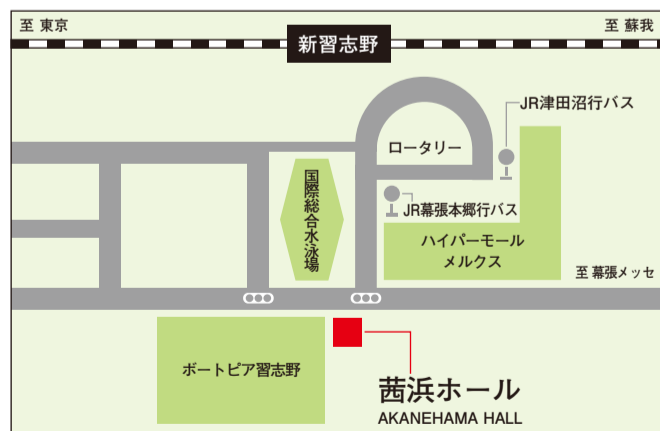 至 東京
至 蘇我
新習志野
JR津田沼行バス
ロータリー
国際総合水泳場
JR幕張本郷行バス
ハイパーモール
メルクス
至 幕張メッセ
ボートピア習志野
茜浜ホール
AKANEHAMA HALL